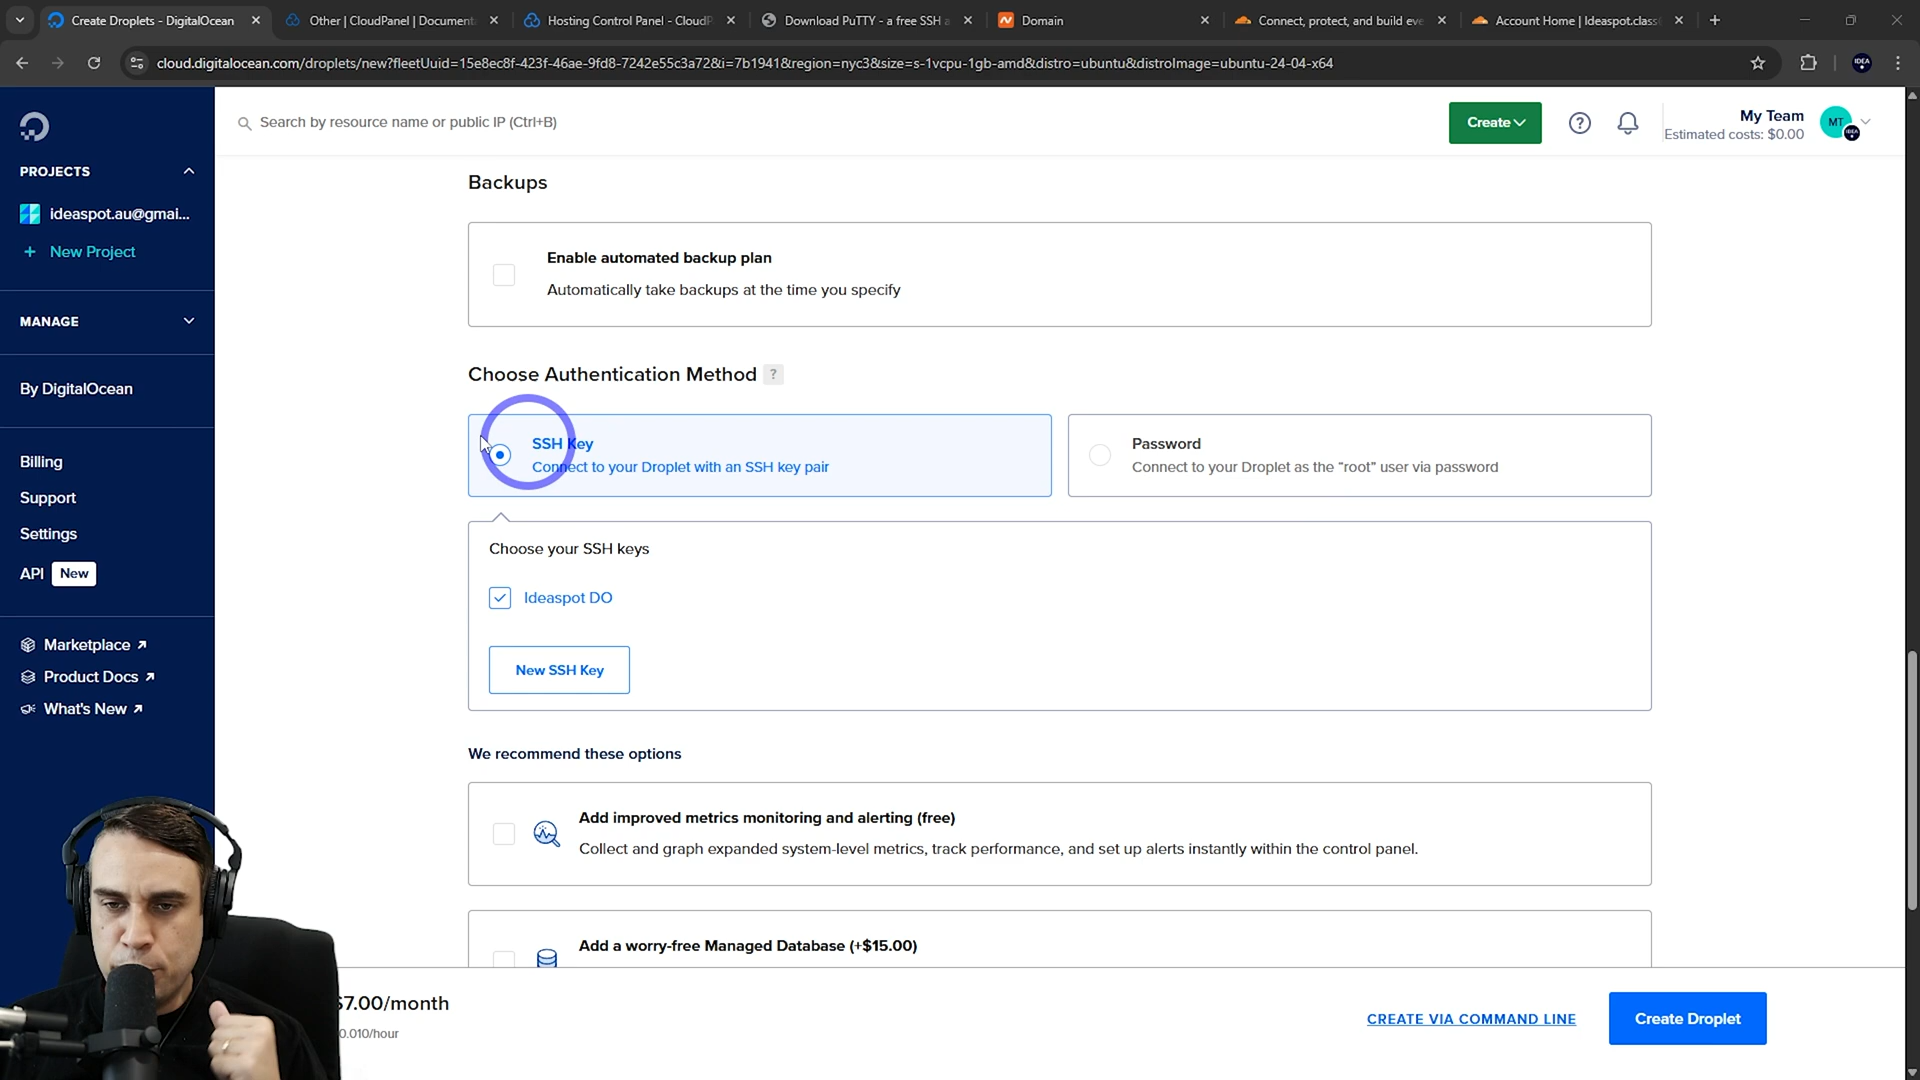 Create Droplets - DigitalOcean
Other | CloudPanel | Document
Hosting Control Panel - CloudP
Download PuTTY - a free SSH a
Domain
Connect, protect, and build eve
Account Home | Ideaspot.class
cloud.digitalocean.com/droplets/new?fleetUuid=15e8ec8f-423f-46ae-9fd8-7242e55c3a72&i=7b1941&region=nyc3&size=s-1vcpu-1gb-amd&distro=ubuntu&distroImage=ubuntu-24-04-x64
IDEA
Search by resource name or public IP (Ctrl+B)
Create
?
My Team
Estimated costs: $0.00
MT
IDEA
PROJECTS
ideaspot.au@gmai...
+ New Project
MANAGE
By DigitalOcean
Billing
Support
Settings
API New
Marketplace
Product Docs
What's New
Backups
Enable automated backup plan
Automatically take backups at the time you specify
Choose Authentication Method ?
SSH Key
Connect to your Droplet with an SSH key pair
Password
Connect to your Droplet as the “root” user via password
Choose your SSH keys
Ideaspot DO
New SSH Key
We recommend these options
Add improved metrics monitoring and alerting (free)
Collect and graph expanded system-level metrics, track performance, and set up alerts instantly within the control panel.
Add a worry-free Managed Database (+$15.00)
$7.00/month
0.010/hour
CREATE VIA COMMAND LINE
Create Droplet